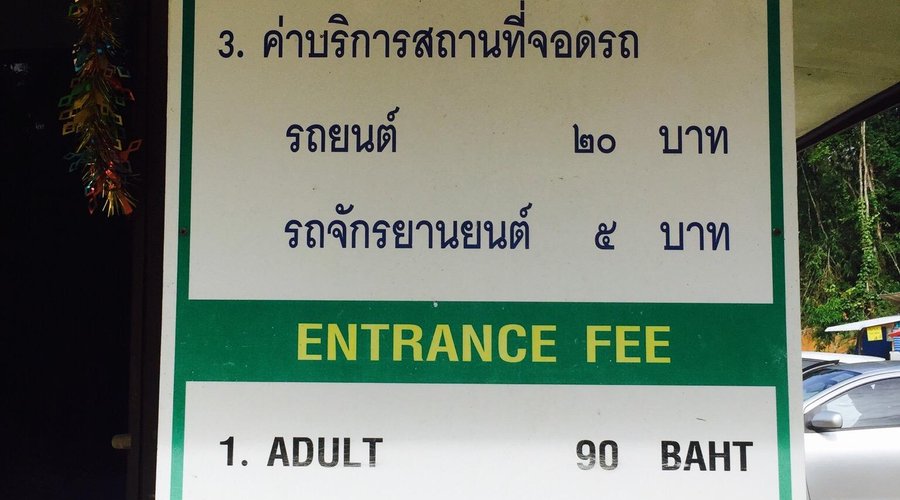 3. ค่าบริการสถานที่จอดรถ
รถยนต์ ๒๐ บาท
รถจักรยานยนต์ ๕ บาท
ENTRANCE FEE
1. ADULT 90 BAHT